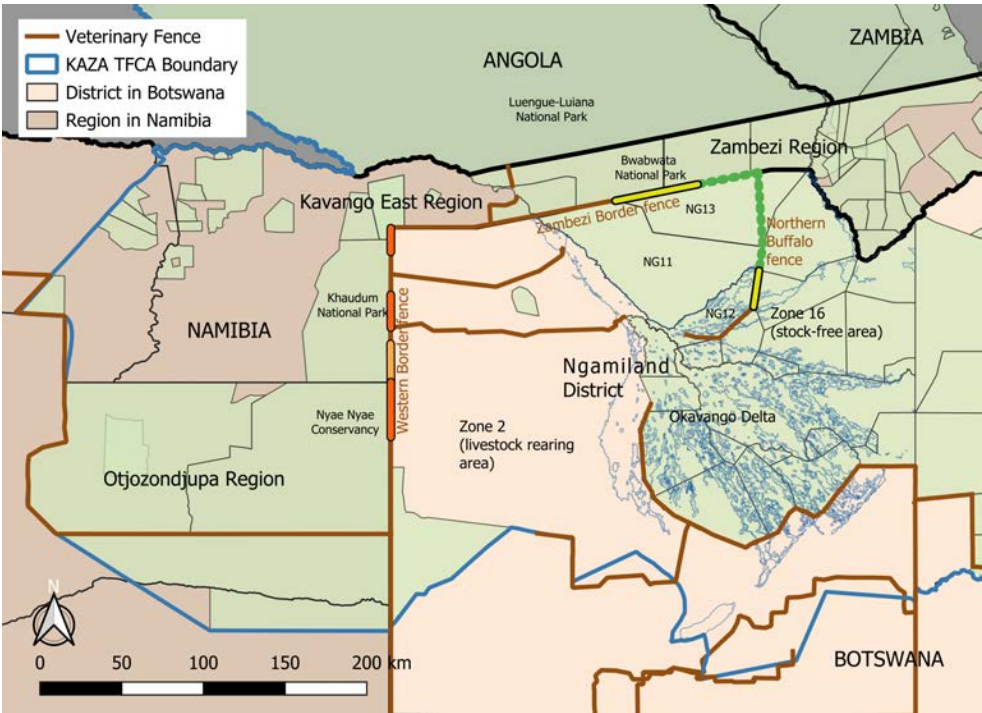 Veterinary Fence
KAZA TFCA Boundary
District in Botswana
Region in Namibia
ANGOLA
ZAMBIA
Luengue-Luiana
National Park
Bwabwata
National Park
Zambezi Region
Kavango East Region
Zambezi Border fence
NG13
Northern
Buffalo
fence
NG11
Khaudum
National Park
NAMIBIA
Western Border fence
NG12
Zone 16
(stock-free area)
Ngamiland
District
Nyae Nyae
Conservancy
Zone 2
(livestock rearing
area)
Okavango Delta
Otjozondjupa Region
N
0 50 100 150 200 km
BOTSWANA